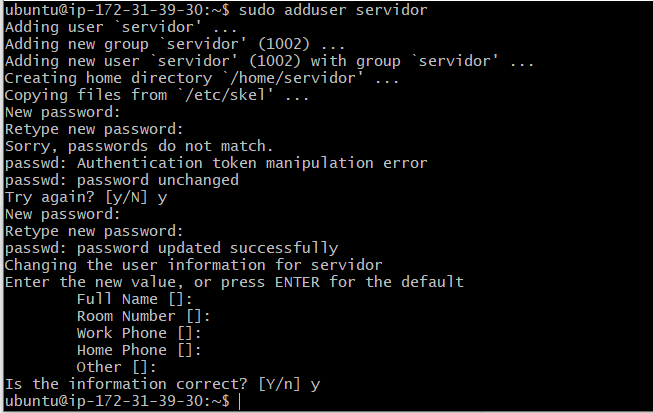 ubuntu@ip-172-31-39-30:~$ sudo adduser servidor
Adding user `servidor' ...
Adding new group `servidor' (1002) ...
Adding new user `servidor' (1002) with group `servidor' ...
Creating home directory `/home/servidor' ...
Copying files from `/etc/skel' ...
New password:
Retype new password:
Sorry, passwords do not match.
passwd: Authentication token manipulation error
passwd: password unchanged
Try again? [y/N] y
New password:
Retype new password:
passwd: password updated successfully
Changing the user information for servidor
Enter the new value, or press ENTER for the default
        Full Name []:
        Room Number []:
        Work Phone []:
        Home Phone []:
        Other []:
Is the information correct? [Y/n] y
ubuntu@ip-172-31-39-30:~$